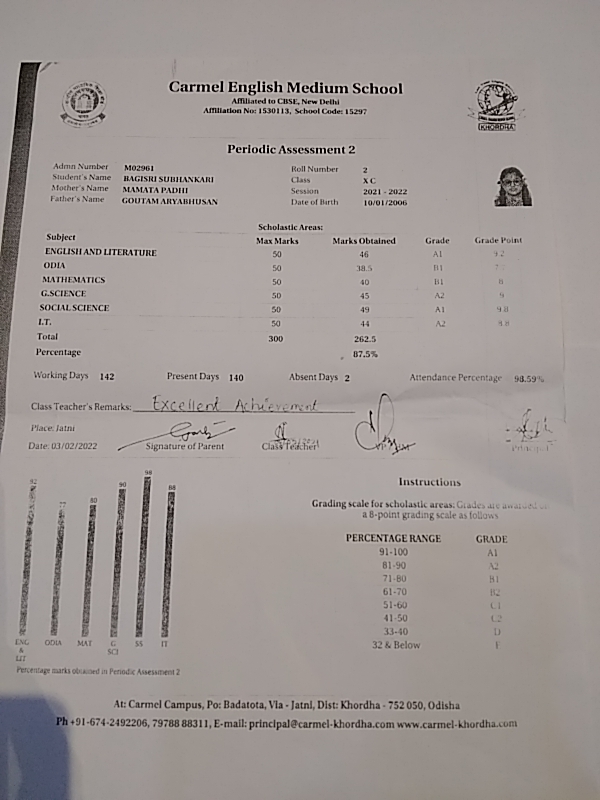 Carmel English Medium School
Affiliated to CBSE, New Delhi
Affiliation No: 1530113, School Code: 15297
KHORDHA
Periodic Assessment 2
Admn Number M02961 Roll Number 2
Student's Name BAGISRI SUBHANKARI Class X C
Mother's Name MAMATA PADHI Session 2021 - 2022
Father's Name GOUTAM ARYABHUSAN Date of Birth 10/01/2006
Scholastic Areas:
Subject Max Marks Marks Obtained Grade Grade Point
ENGLISH AND LITERATURE 50 46 A1 9.2
ODIA 50 38.5 B1
MATHEMATICS 50 40 B1 8
G.SCIENCE 50 45 A2 9
SOCIAL SCIENCE 50 49 A1 9.8
I.T. 50 44 A2
Total 300 262.5
Percentage 87.5%
Working Days 142 Present Days 140 Absent Days 2 Attendance Percentage 98.59%
Class Teacher's Remarks: Excellent Achievement
Place: Jatni
Date: 03/02/2022 Signature of Parent Class Teacher Principal
92 77 80 90 98 88
ENG & LIT ODIA MAT G SCI SS IT
Percentage marks obtained in Periodic Assessment 2
Instructions
Grading scale for scholastic areas: Grades are awarded on
a 8-point grading scale as follows
PERCENTAGE RANGE GRADE
91-100 A1
81-90 A2
71-80 B1
61-70 B2
51-60 C1
41-50 C2
33-40 D
32 & Below F
At: Carmel Campus, Po: Badatota, Via - Jatni, Dist: Khordha - 752 050, Odisha
Ph +91-674-2492206, 79788 88311, E-mail: principal@carmel-khordha.com www.carmel-khordha.com